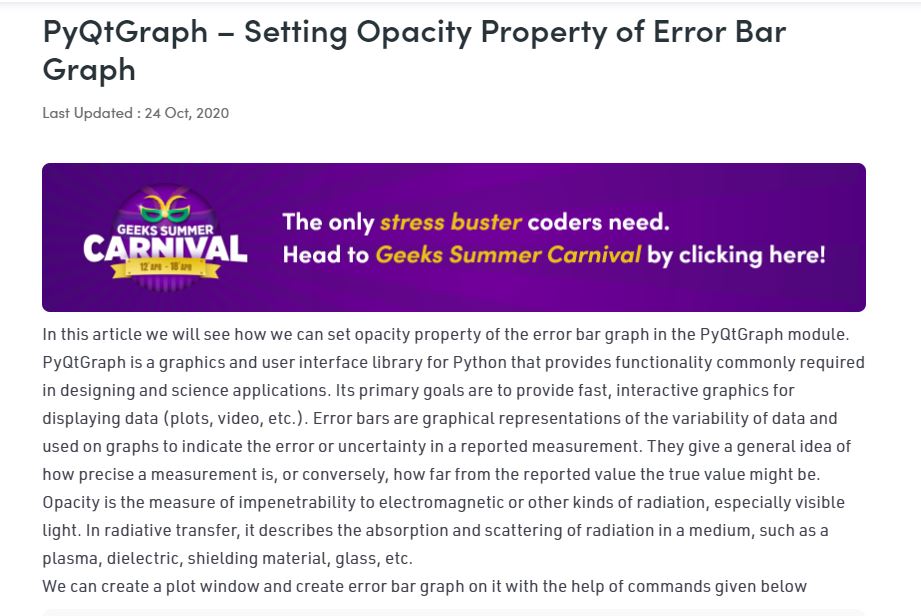 PyQtGraph – Setting Opacity Property of Error Bar
Graph
Last Updated : 24 Oct, 2020
GEEKS SUMMER
CARNIVAL
12 APR - 18 APR
The only stress buster coders need.
Head to Geeks Summer Carnival by clicking here!
In this article we will see how we can set opacity property of the error bar graph in the PyQtGraph module.
PyQtGraph is a graphics and user interface library for Python that provides functionality commonly required
in designing and science applications. Its primary goals are to provide fast, interactive graphics for
displaying data (plots, video, etc.). Error bars are graphical representations of the variability of data and
used on graphs to indicate the error or uncertainty in a reported measurement. They give a general idea of
how precise a measurement is, or conversely, how far from the reported value the true value might be.
Opacity is the measure of impenetrability to electromagnetic or other kinds of radiation, especially visible
light. In radiative transfer, it describes the absorption and scattering of radiation in a medium, such as a
plasma, dielectric, shielding material, glass, etc.
We can create a plot window and create error bar graph on it with the help of commands given below